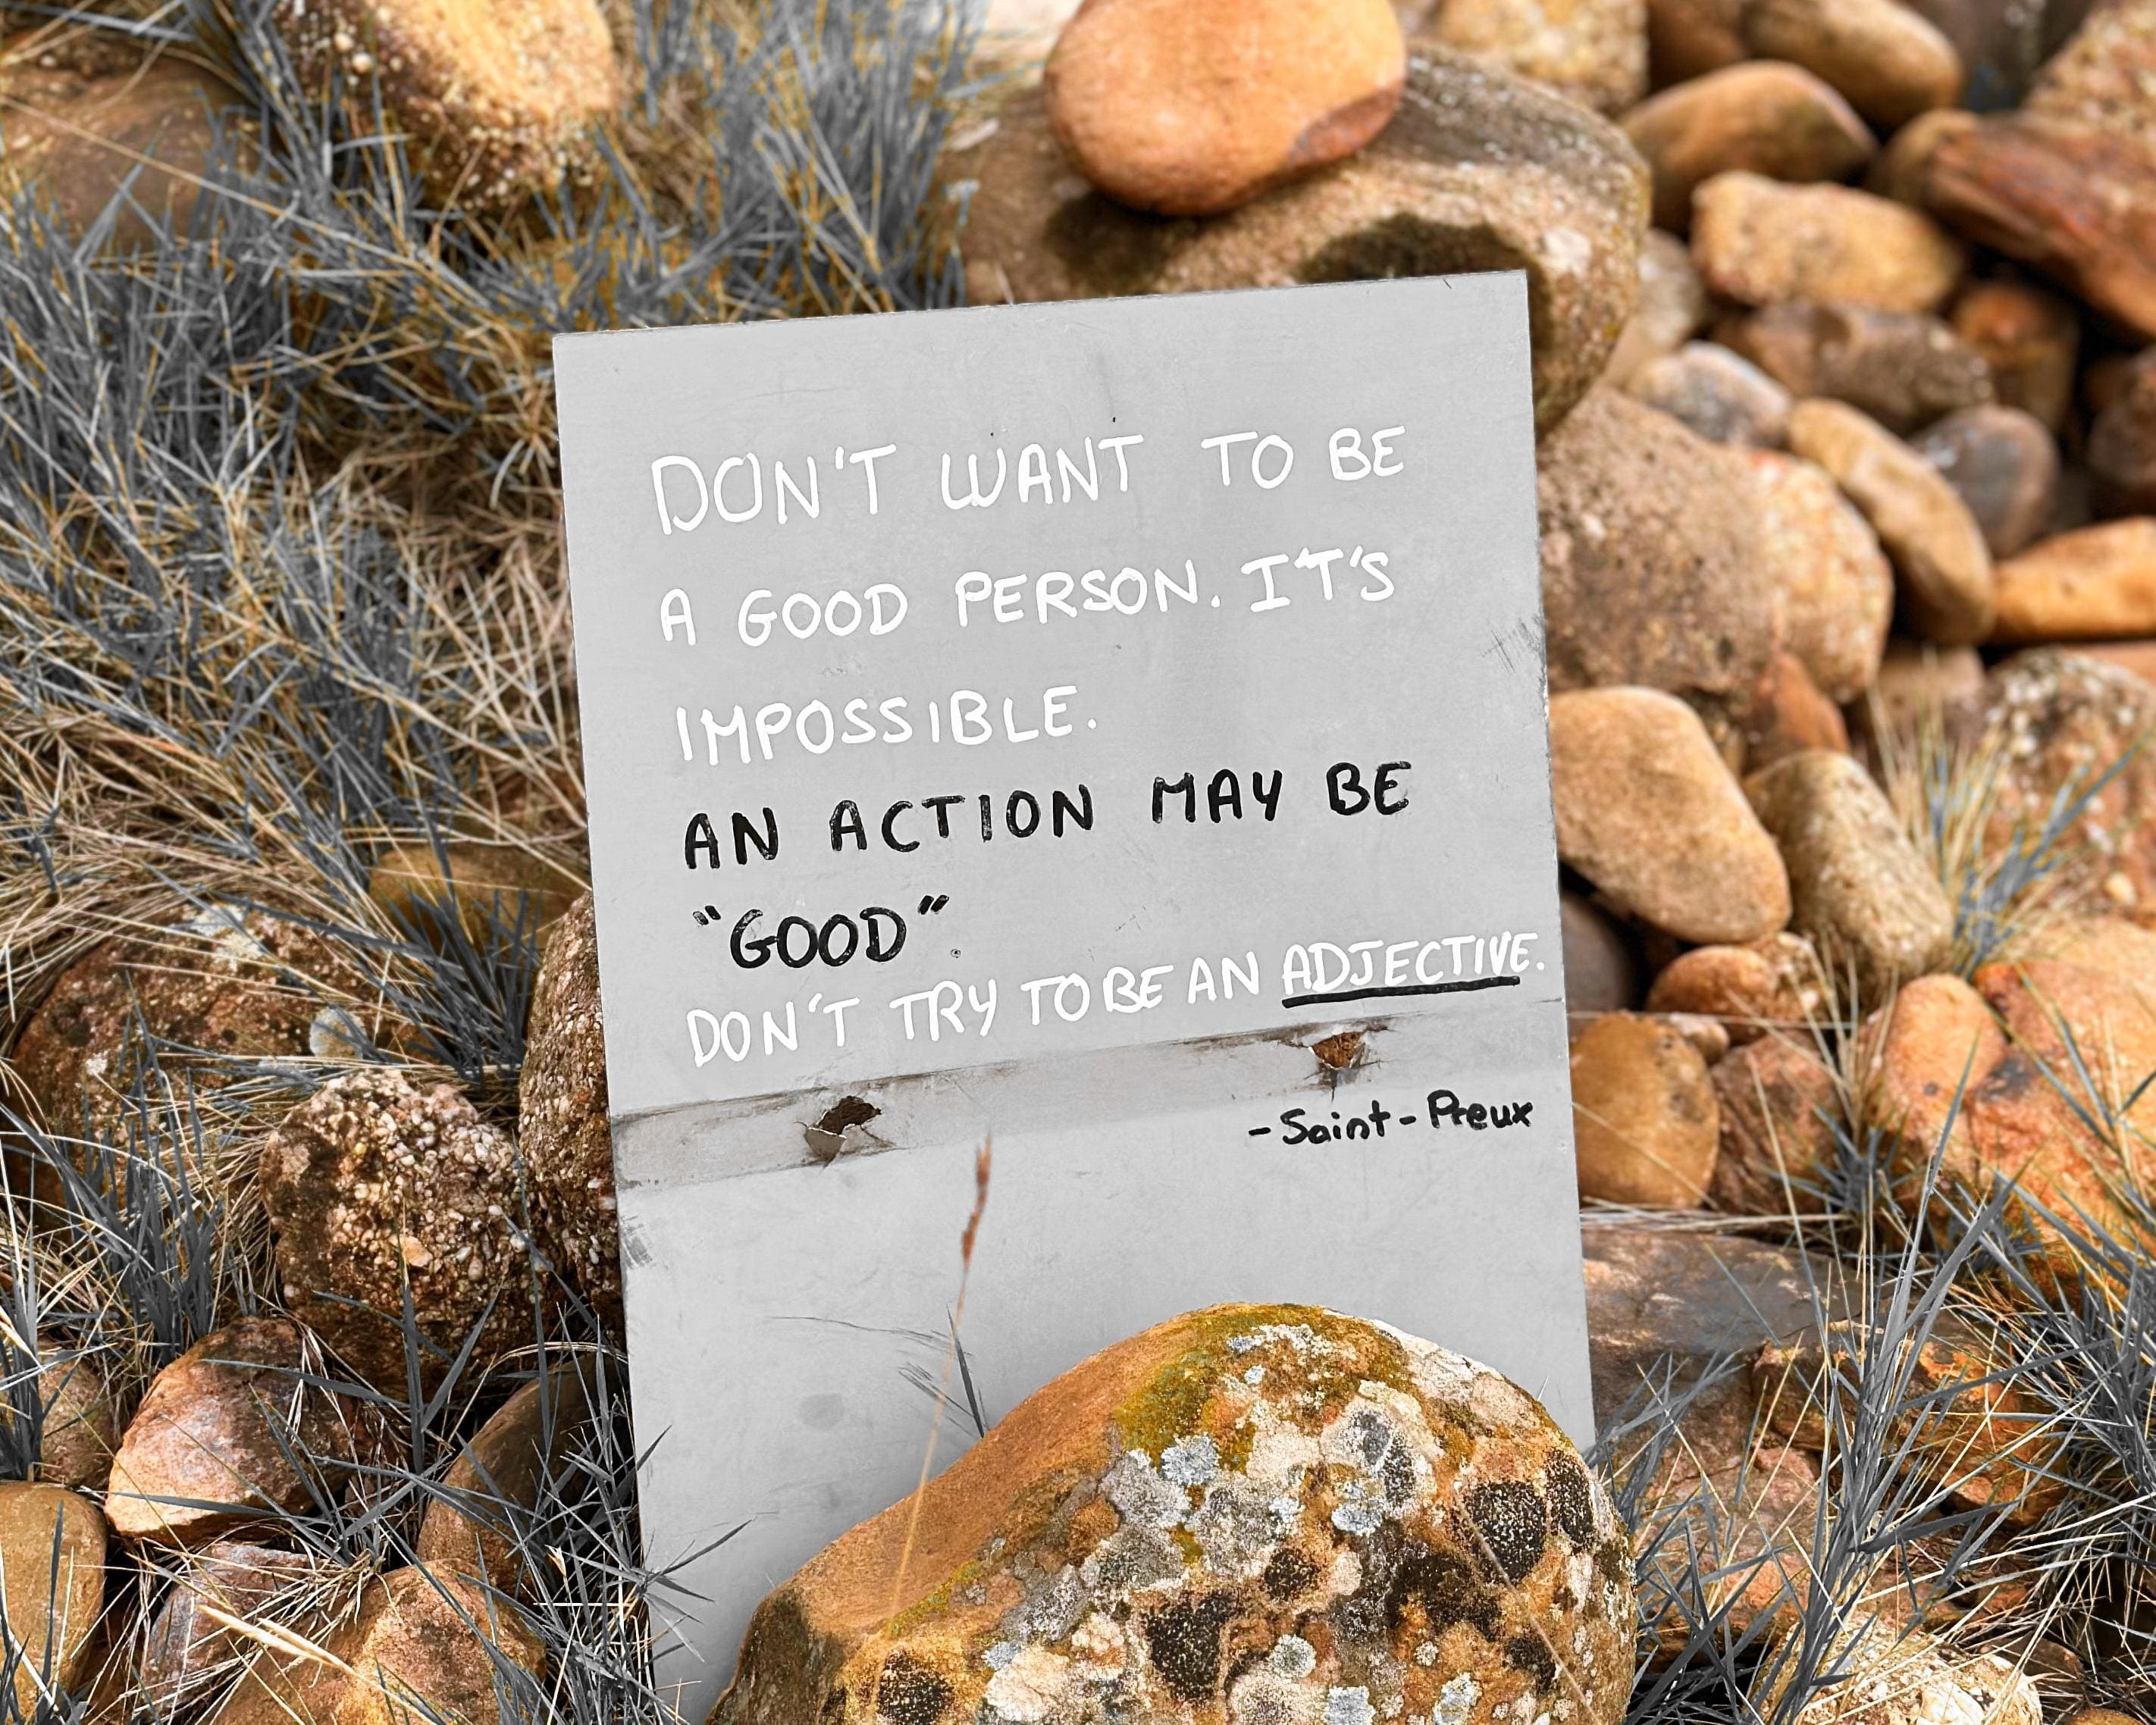 DON'T WANT TO BE
A GOOD PERSON. IT'S
IMPOSSIBLE.
AN ACTION MAY BE
"GOOD".
DON'T TRY TO BE AN ADJECTIVE.
-Saint-Preux